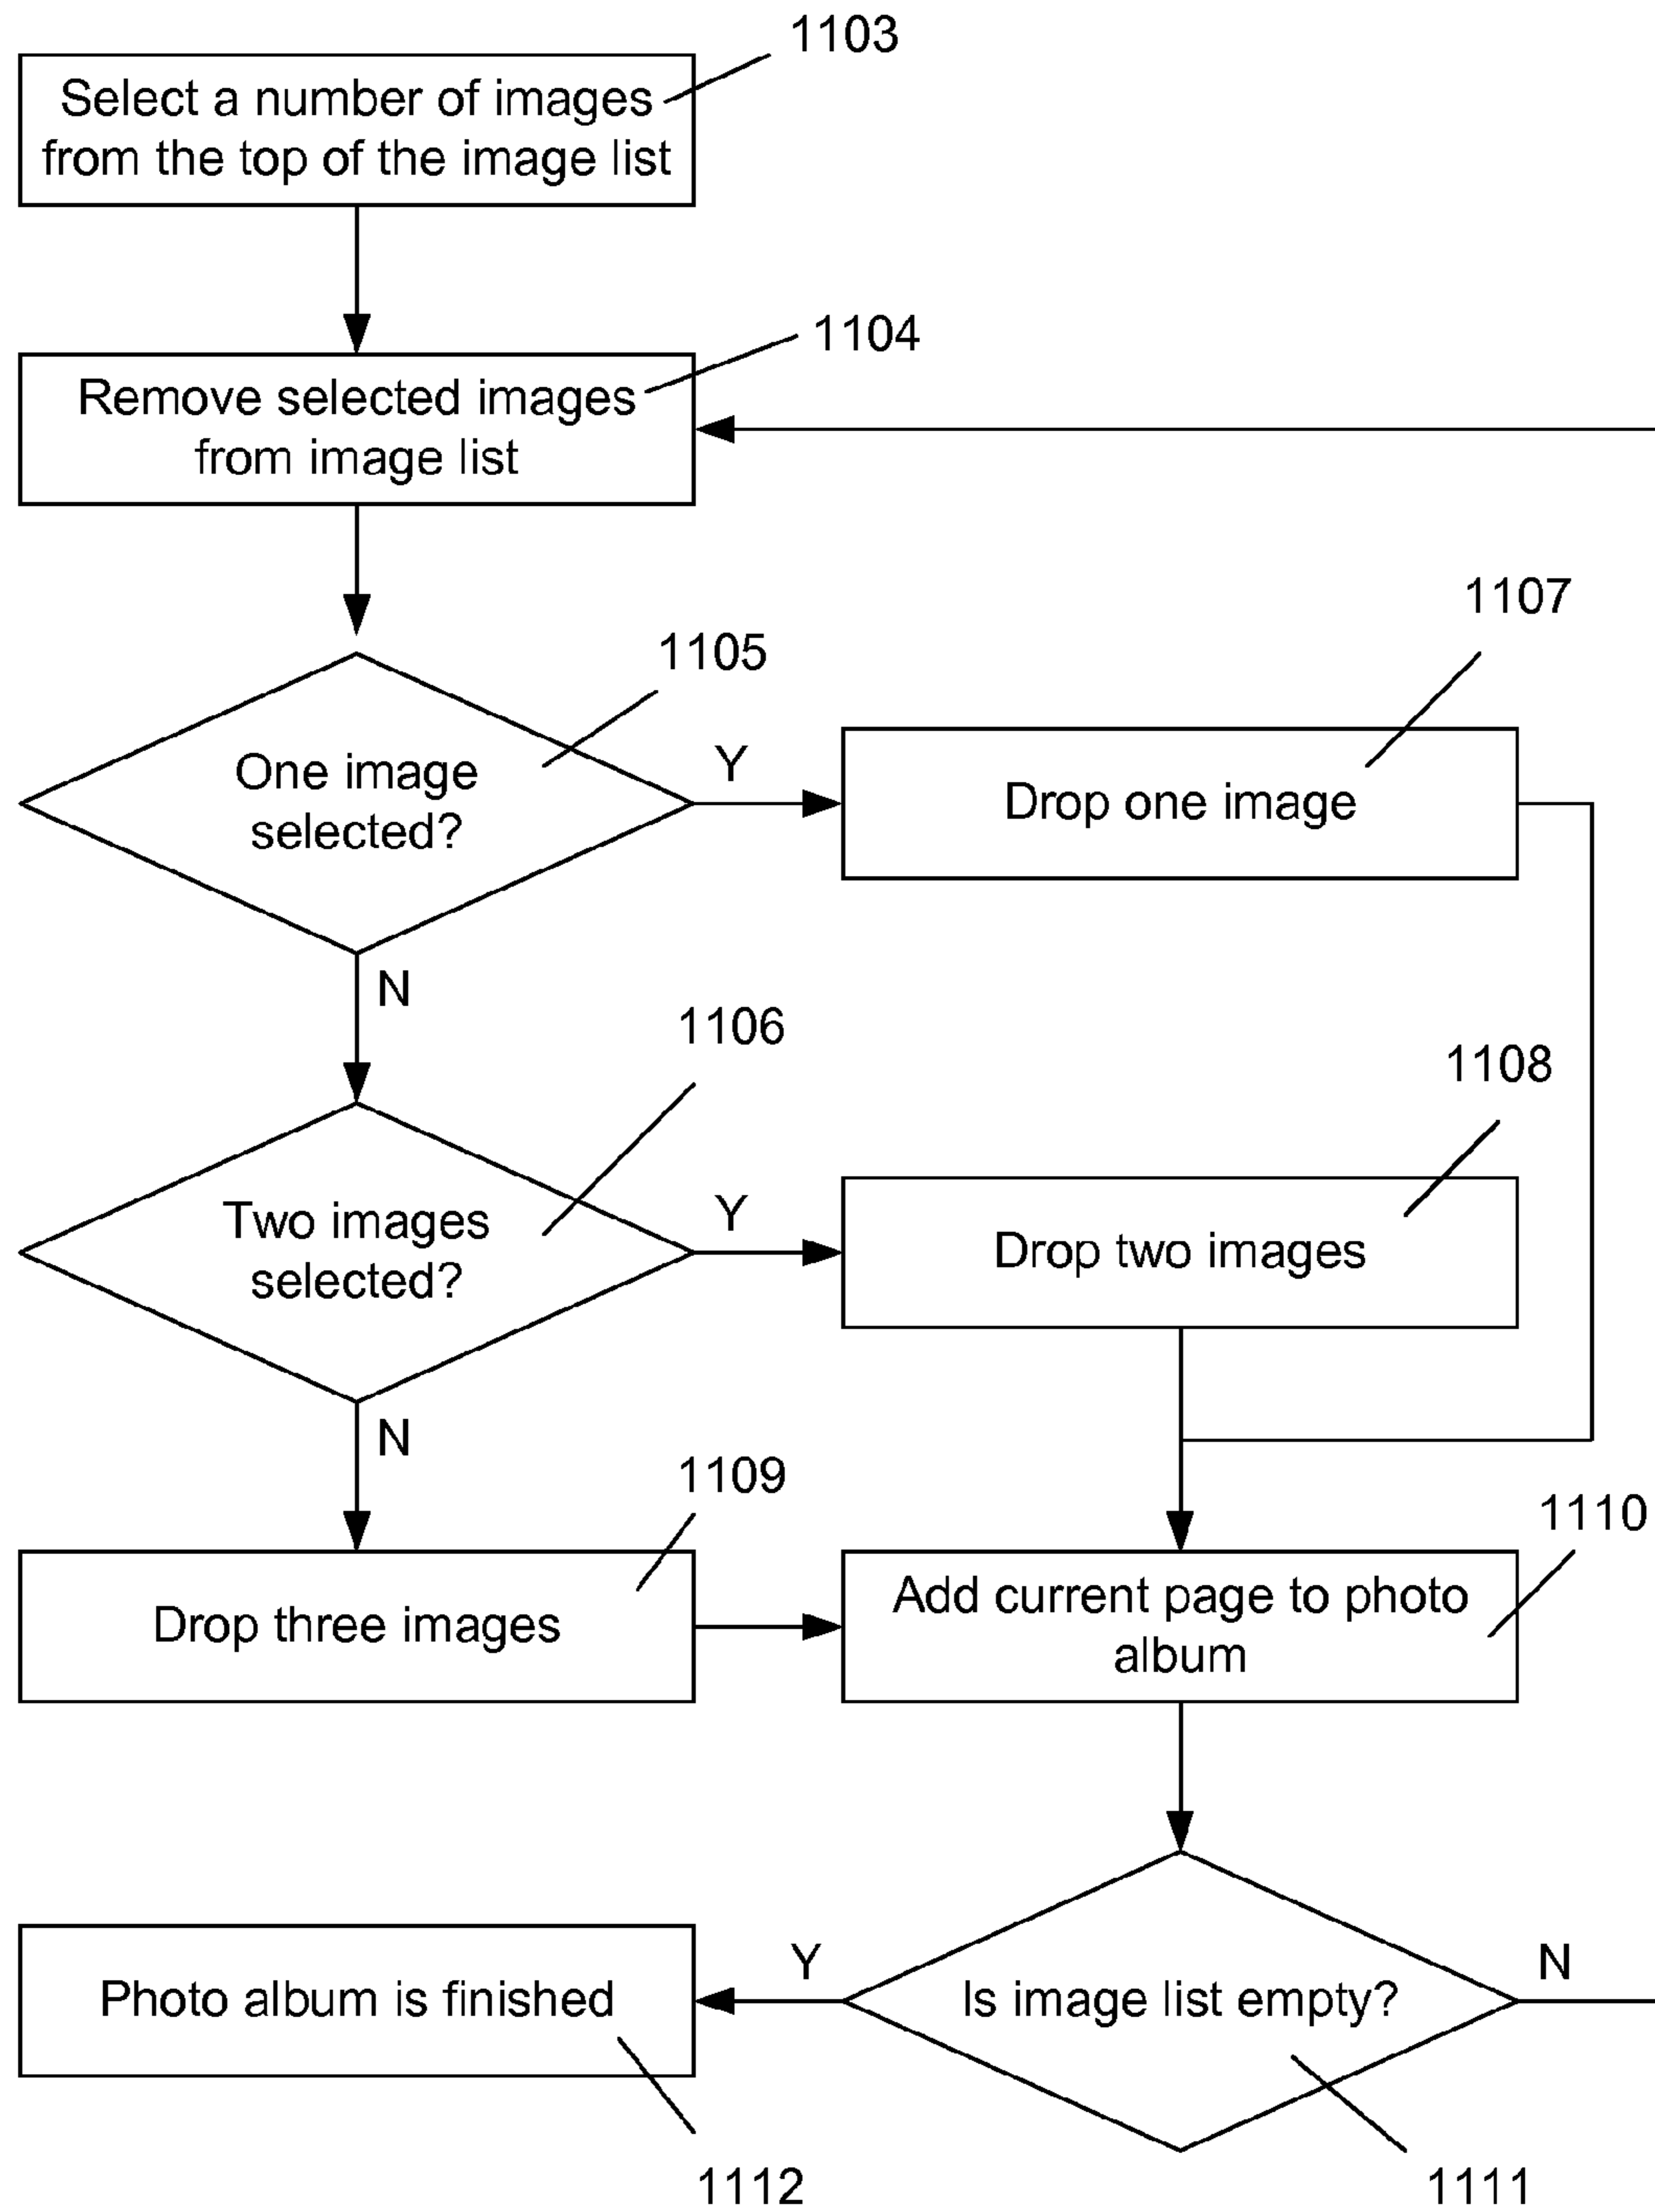 1103
Select a number of images
from the top of the image list
1104
Remove selected images
from image list
1107
1105
One image
selected?
Y
Drop one image
N
1106
1108
Two images
selected?
Y
Drop two images
N
1109
1110
Drop three images
Add current page to photo
album
Photo album is finished
Y
Is image list empty?
N
1112
1111